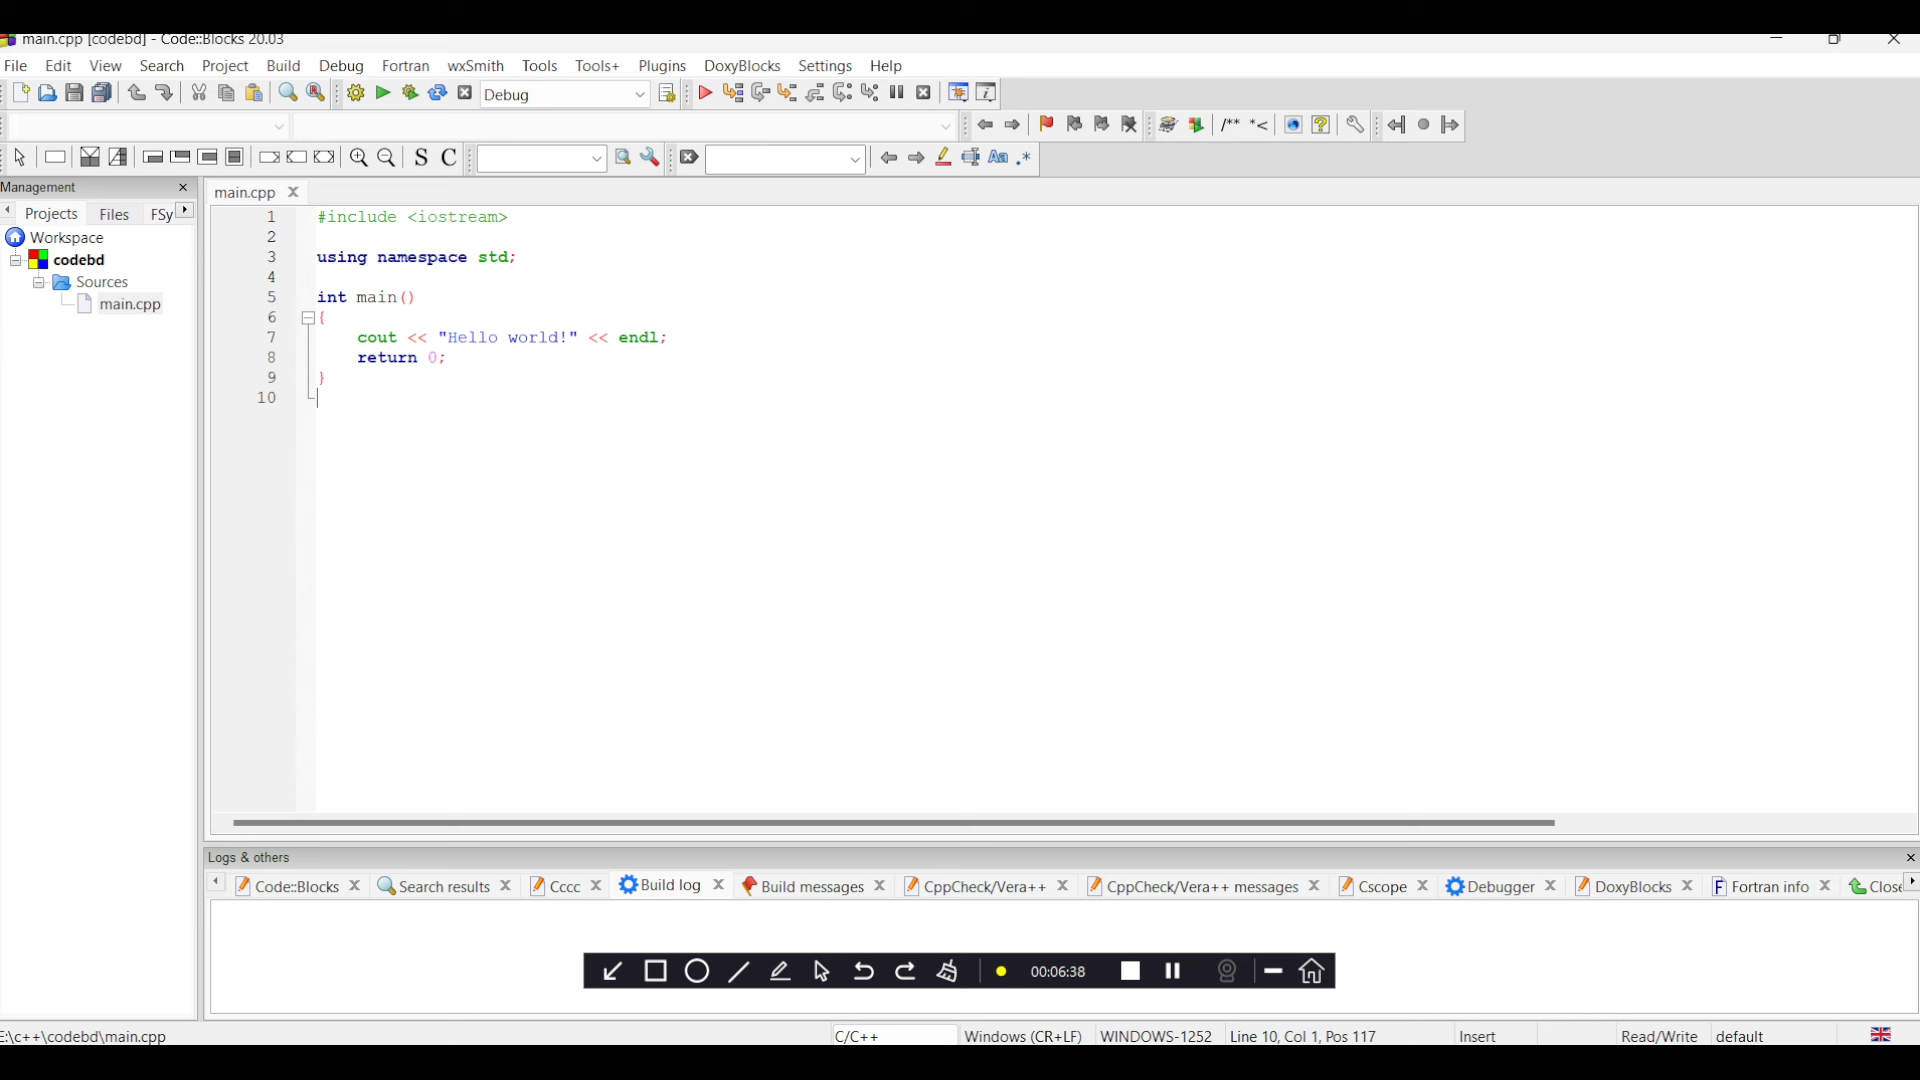 main.cpp [codebd] - Code::Blocks 20.03
File Edit View Search Project Build Debug Fortran wxSmith Tools Tools+ Plugins DoxyBlocks Settings Help
Debug
/** *<
S C
Aa .*
Management
main.cpp
Projects Files FSy
1 #include <iostream>
Workspace
2
codebd
3 using namespace std;
4
Sources
5 int main()
main.cpp
6 {
7 cout << "Hello world!" << endl;
8 return 0;
9 }
10
Logs & others
Code::Blocks Search results Cccc Build log Build messages CppCheck/Vera++ CppCheck/Vera++ messages Cscope Debugger DoxyBlocks Fortran info Close
00:06:38
E:\c++\codebd\main.cpp C/C++ Windows (CR+LF) WINDOWS-1252 Line 10, Col 1, Pos 117 Insert Read/Write default